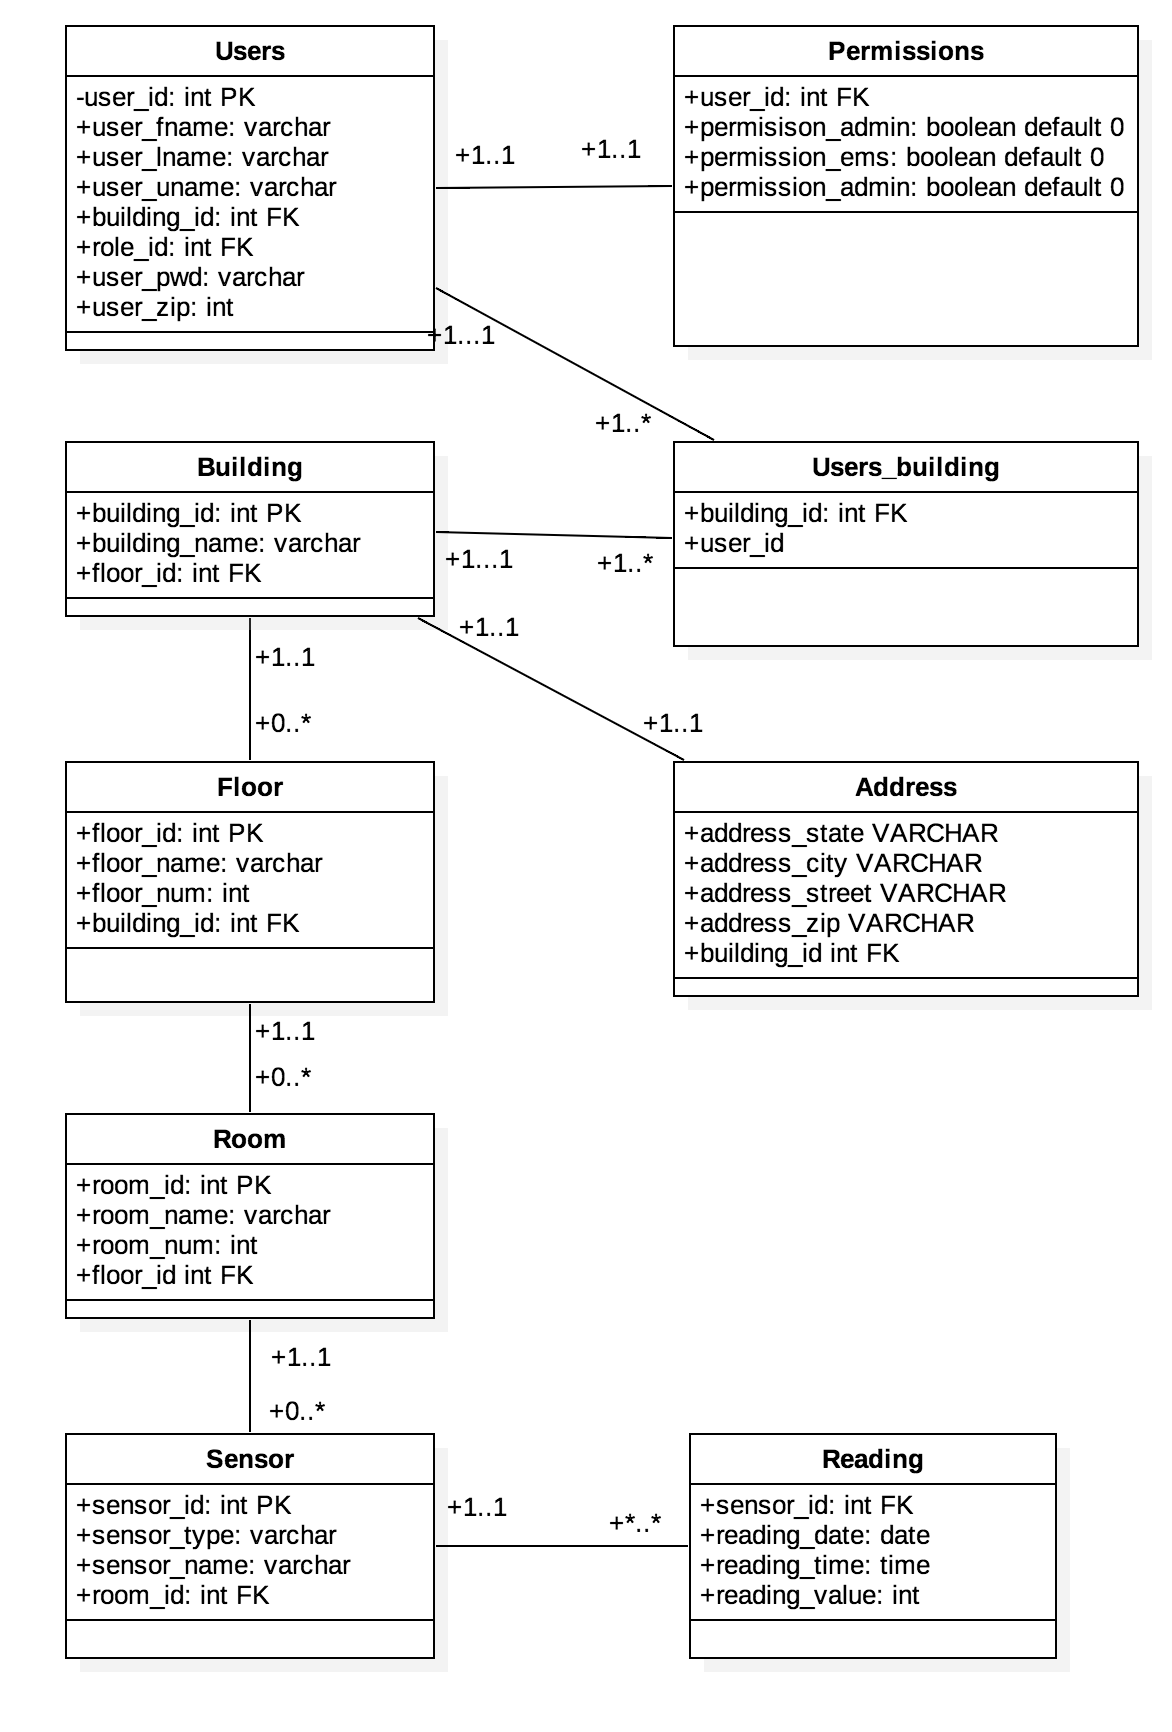 Users
-user_id: int PK
+user_fname: varchar
+user_lname: varchar
+user_uname: varchar
+building_id: int FK
+role_id: int FK
+user_pwd: varchar
+user_zip: int
Permissions
+user_id: int FK
+permisison_admin: boolean default 0
+permission_ems: boolean default 0
+permission_admin: boolean default 0
+1..1
+1..1
+1...1
+1..*
Building
+building_id: int PK
+building_name: varchar
+floor_id: int FK
Users_building
+building_id: int FK
+user_id
+1...1
+1..*
+1..1
+1..1
+1..1
+0..*
Floor
+floor_id: int PK
+floor_name: varchar
+floor_num: int
+building_id: int FK
Address
+address_state VARCHAR
+address_city VARCHAR
+address_street VARCHAR
+address_zip VARCHAR
+building_id int FK
+1..1
+0..*
Room
+room_id: int PK
+room_name: varchar
+room_num: int
+floor_id int FK
+1..1
+0..*
Sensor
+sensor_id: int PK
+sensor_type: varchar
+sensor_name: varchar
+room_id: int FK
+1..1
+*..*
Reading
+sensor_id: int FK
+reading_date: date
+reading_time: time
+reading_value: int